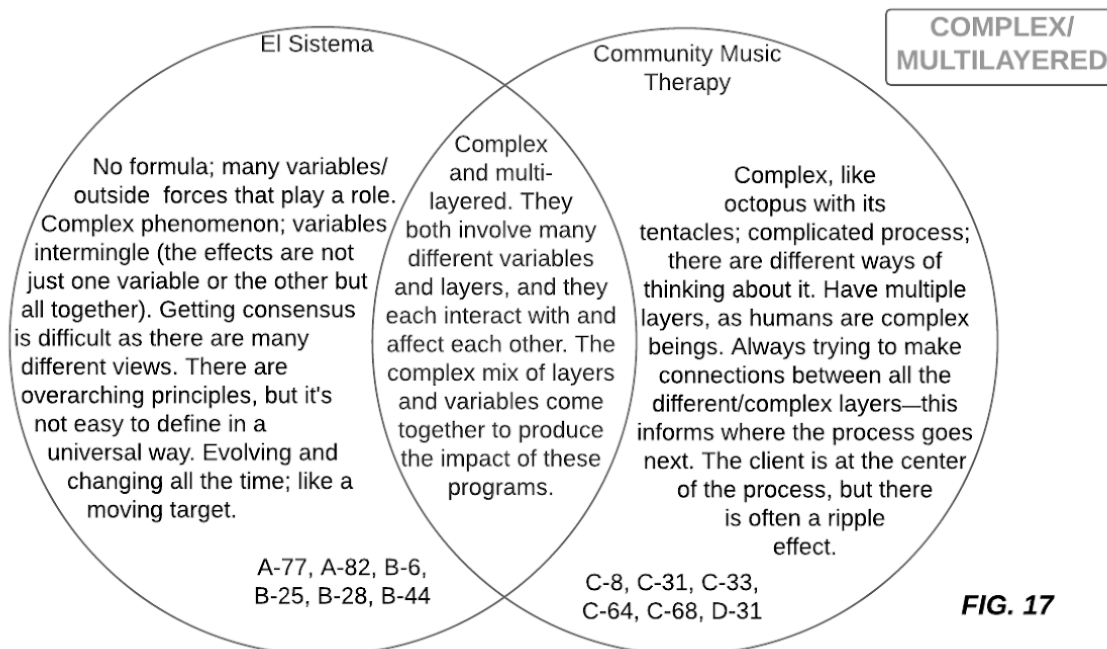 El Sistema
Community Music
Therapy
COMPLEX/
MULTILAYERED
No formula; many variables/
outside forces that play a role.
Complex phenomenon; variables
intermingle (the effects are not
just one variable or the other but
all together). Getting consensus
is difficult as there are many
different views. There are
overarching principles, but it's
not easy to define in a
universal way. Evolving and
changing all the time; like a
moving target.
A-77, A-82, B-6,
B-25, B-28, B-44
Complex
and multi-
layered. They
both involve many
different variables
and layers, and they
each interact with and
affect each other. The
complex mix of layers
and variables come
together to produce
the impact of these
programs.
Complex, like
octopus with its
tentacles; complicated process;
there are different ways of
thinking about it. Have multiple
layers, as humans are complex
beings. Always trying to make
connections between all the
different/complex layers—this
informs where the process goes
next. The client is at the center
of the process, but there
is often a ripple
effect.
C-8, C-31, C-33,
C-64, C-68, D-31
FIG. 17